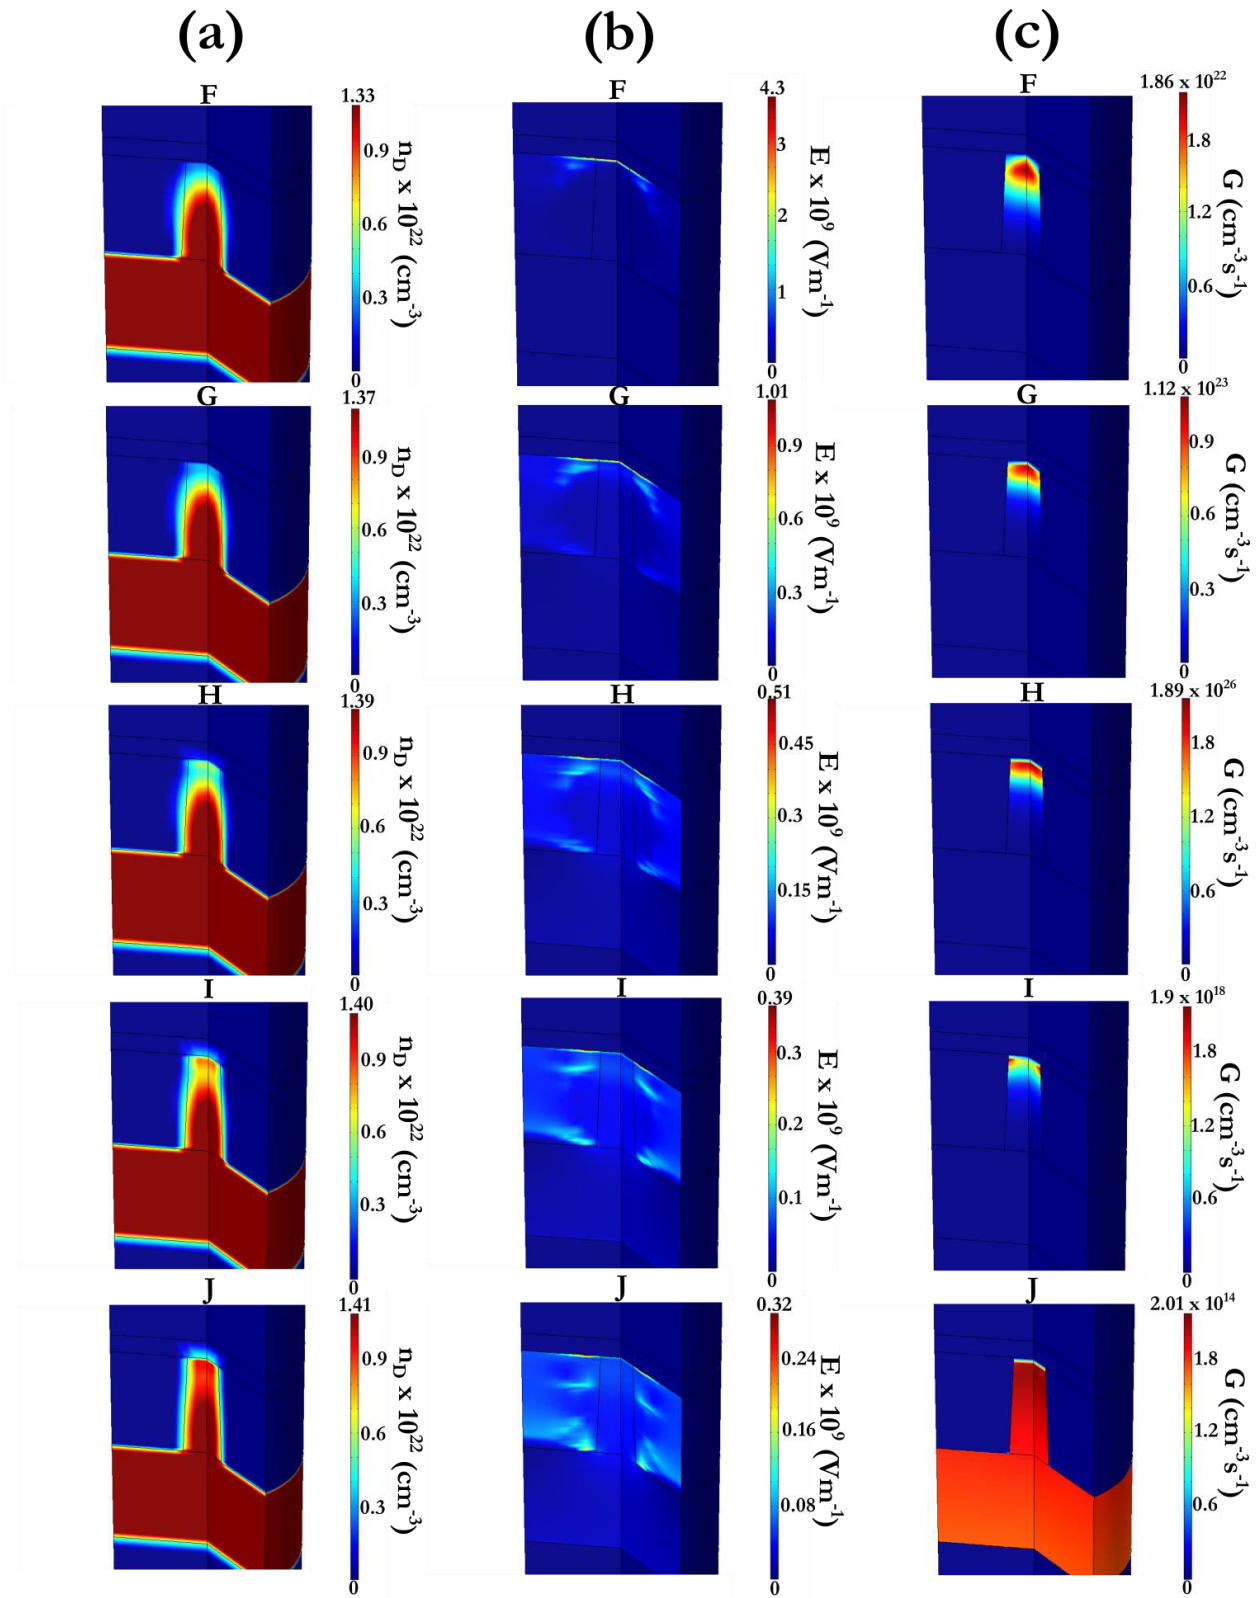 (a) (b) (c)
F F F
1.33
0.9
0.6
0.3
0
n_D x 10^22 (cm^-3)
4.3
3
2
1
0
E x 10^9 (Vm^-1)
1.86 x 10^22
1.8
1.2
0.6
0
G (cm^-3s^-1)
G G G
1.37
0.9
0.6
0.3
0
n_D x 10^22 (cm^-3)
1.01
0.9
0.6
0.3
0
E x 10^9 (Vm^-1)
1.12 x 10^23
0.9
0.6
0.3
0
G (cm^-3s^-1)
H H H
1.39
0.9
0.6
0.3
0
n_D x 10^22 (cm^-3)
0.51
0.45
0.3
0.15
0
E x 10^9 (Vm^-1)
1.89 x 10^26
1.8
1.2
0.6
0
G (cm^-3s^-1)
I I I
1.40
0.9
0.6
0.3
0
n_D x 10^22 (cm^-3)
0.39
0.3
0.2
0.1
0
E x 10^9 (Vm^-1)
1.9 x 10^18
1.8
1.2
0.6
0
G (cm^-3s^-1)
J J J
1.41
0.9
0.6
0.3
0
n_D x 10^22 (cm^-3)
0.32
0.24
0.16
0.08
0
E x 10^9 (Vm^-1)
2.01 x 10^14
1.8
1.2
0.6
0
G (cm^-3s^-1)